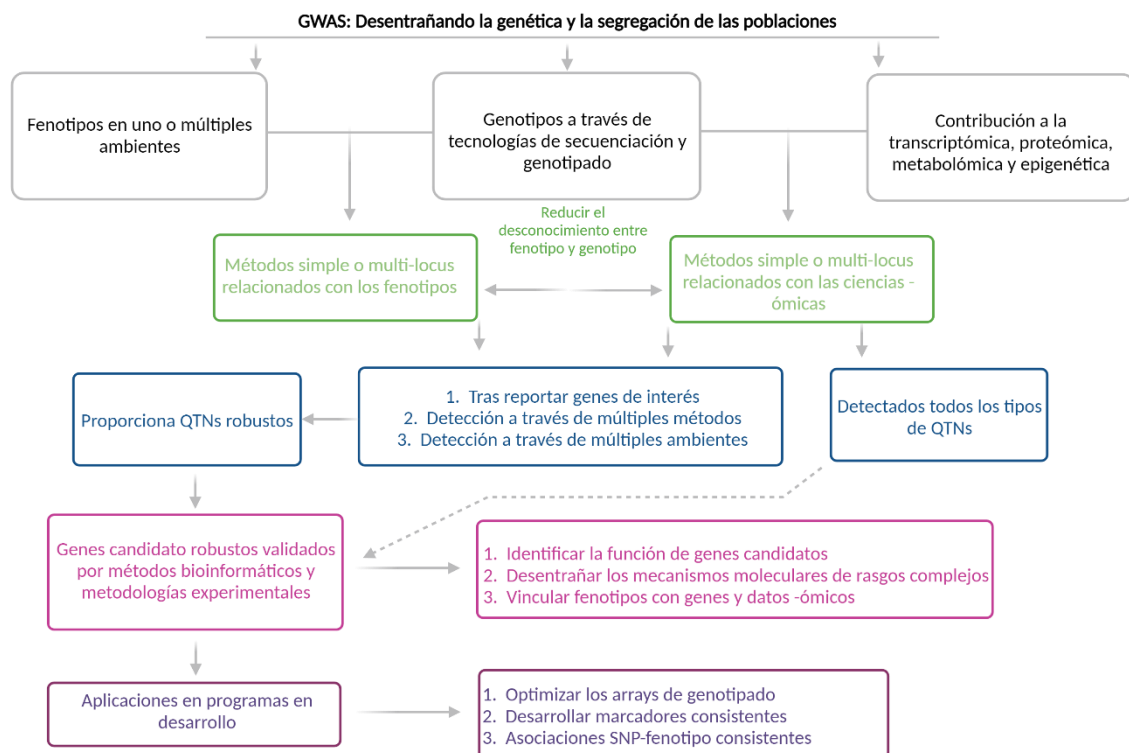 GWAS: Desentrañando la genética y la segregación de las poblaciones
Fenotipos en uno o múltiples
ambientes
Genotipos a través de
tecnologías de secuenciación y
genotipado
Contribución a la
transcriptómica, proteómica,
metabolómica y epigenética
Reducir el
desconocimiento entre
fenotipo y genotipo
Métodos simple o multi-locus
relacionados con los fenotipos
Métodos simple o multi-locus
relacionados con las ciencias -
ómicas
Proporciona QTNs robustos
1. Tras reportar genes de interés
2. Detección a través de múltiples métodos
3. Detección a través de múltiples ambientes
Detectados todos los tipos
de QTNs
Genes candidato robustos validados
por métodos bioinformáticos y
metodologías experimentales
1. Identificar la función de genes candidatos
2. Desentrañar los mecanismos moleculares de rasgos complejos
3. Vincular fenotipos con genes y datos -ómicos
Aplicaciones en programas en
desarrollo
1. Optimizar los arrays de genotipado
2. Desarrollar marcadores consistentes
3. Asociaciones SNP-fenotipo consistentes